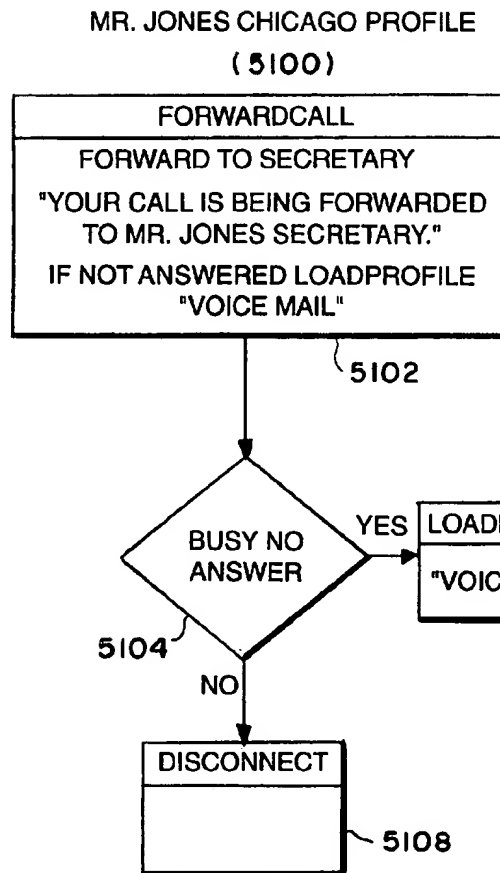 MR. JONES CHICAGO PROFILE
(5100)
FORWARDCALL
FORWARD TO SECRETARY
"YOUR CALL IS BEING FORWARDED
TO MR. JONES SECRETARY."
IF NOT ANSWERED LOADPROFILE
"VOICE MAIL"
5102
BUSY NO
ANSWER
YES
5104
NO
DISCONNECT
5108